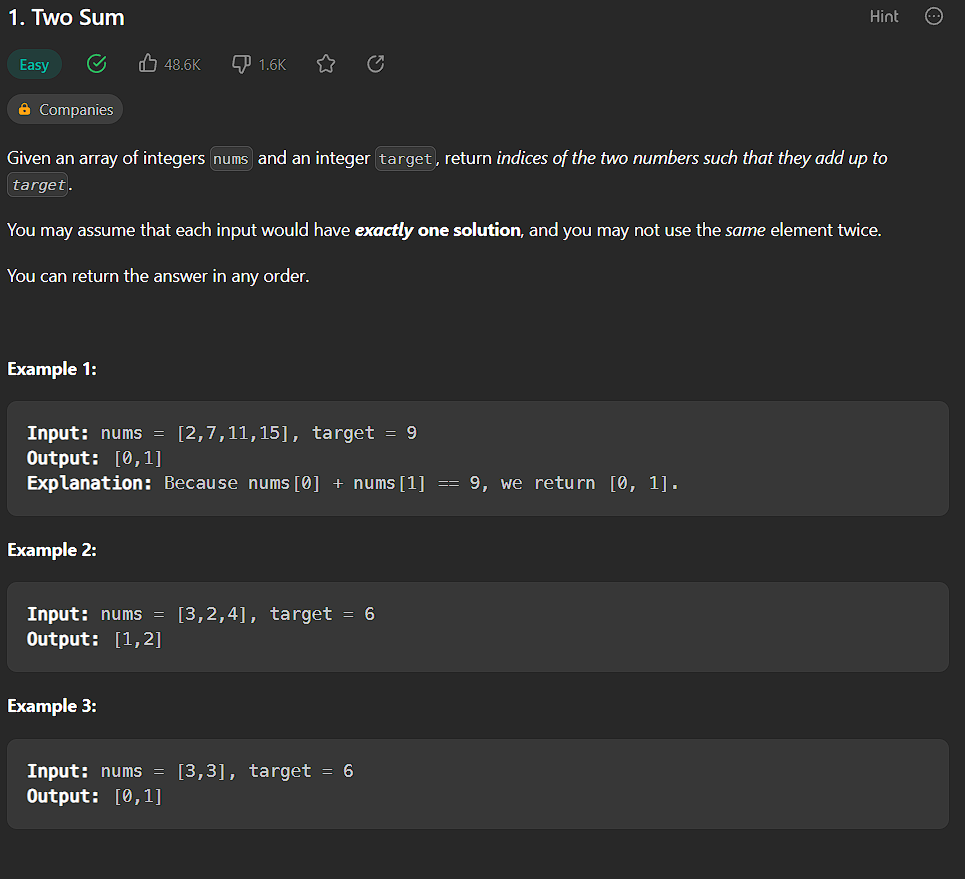 1. Two Sum
Hint
Easy
48.6K
1.6K
Companies
Given an array of integers nums and an integer target, return indices of the two numbers such that they add up to
target.
You may assume that each input would have exactly one solution, and you may not use the same element twice.
You can return the answer in any order.
Example 1:
Input: nums = [2,7,11,15], target = 9
Output: [0,1]
Explanation: Because nums[0] + nums[1] == 9, we return [0, 1].
Example 2:
Input: nums = [3,2,4], target = 6
Output: [1,2]
Example 3:
Input: nums = [3,3], target = 6
Output: [0,1]